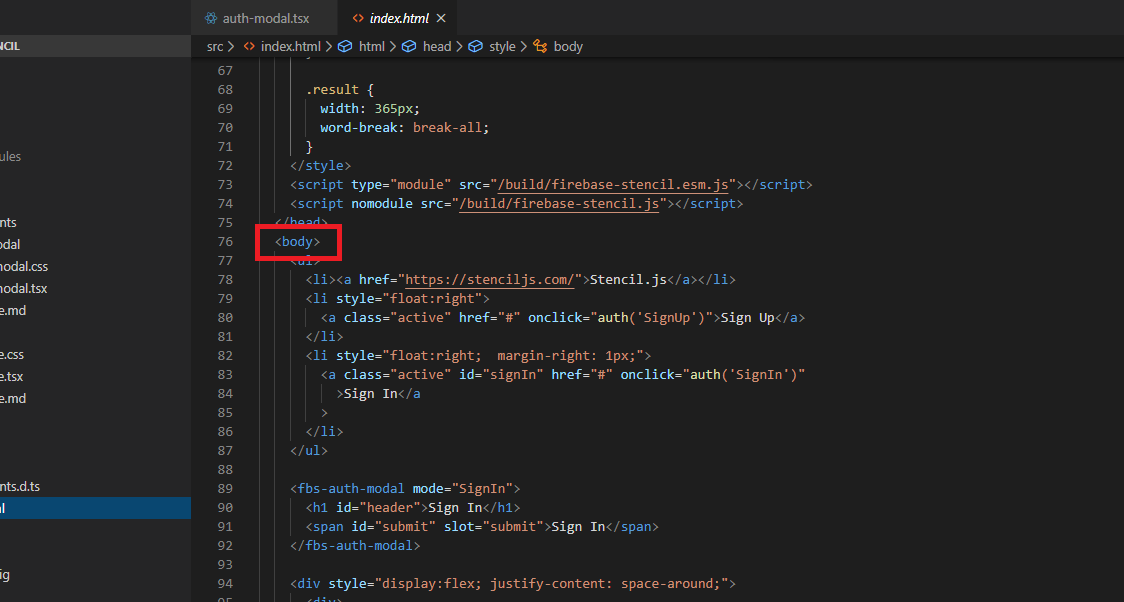 auth-modal.tsx
index.html
src > index.html > html > head > style > body
67
68 .result {
69 width: 365px;
70 word-break: break-all;
71 }
72 </style>
73 <script type="module" src="/build/firebase-stencil.esm.js"></script>
74 <script nomodule src="/build/firebase-stencil.js"></script>
75 </head>
76 <body>
77 <ul>
78 <li><a href="https://stenciljs.com/">Stencil.js</a></li>
79 <li style="float:right">
80 <a class="active" href="#" onclick="auth('SignUp')">Sign Up</a>
81 </li>
82 <li style="float:right;  margin-right: 1px;">
83 <a class="active" id="signIn" href="#" onclick="auth('SignIn')"
84 >Sign In</a
85 >
86 </li>
87 </ul>
88
89 <fbs-auth-modal mode="SignIn">
90 <h1 id="header">Sign In</h1>
91 <span id="submit" slot="submit">Sign In</span>
92 </fbs-auth-modal>
93
94 <div style="display:flex; justify-content: space-around;">
95 <div>
NCIL
ules
nts
odal
nodal.css
nodal.tsx
e.md
e.css
e.tsx
e.md
nts.d.ts
l
ig